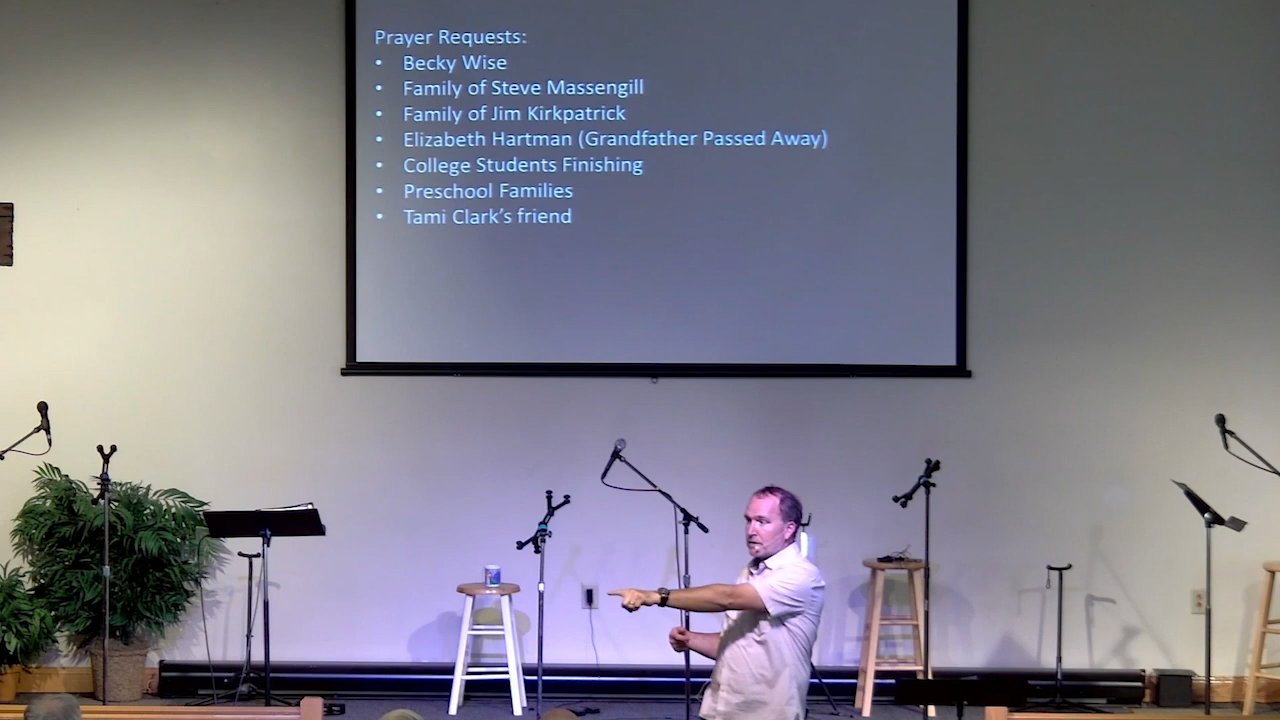 Prayer Requests:
• Becky Wise
• Family of Steve Massengill
• Family of Jim Kirkpatrick
• Elizabeth Hartman (Grandfather Passed Away)
• College Students Finishing
• Preschool Families
• Tami Clark’s friend